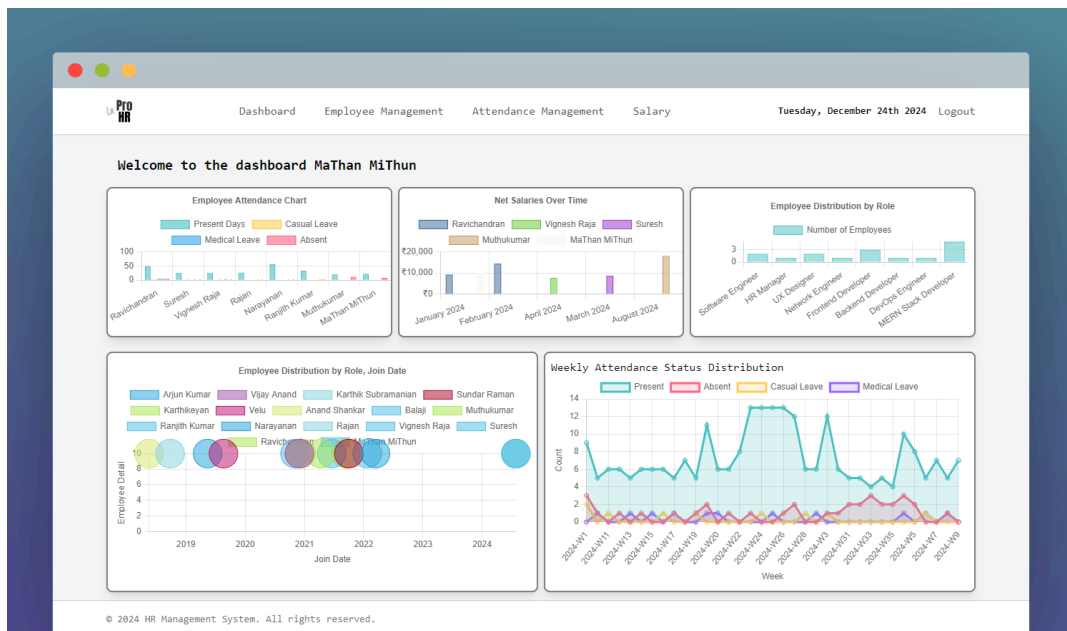 Pro
HR
Dashboard Employee Management Attendance Management Salary Tuesday, December 24th 2024 Logout
Welcome to the dashboard MaThan MiThun
Employee Attendance Chart
Present Days Casual Leave
Medical Leave Absent
100
50
0
Ravichandran Suresh Vignesh Raja Rajan Narayanan Ranjith Kumar Muthukumar MaThan MiThun
Net Salaries Over Time
Ravichandran Vignesh Raja Suresh
Muthukumar MaThan MiThun
₹20,000
₹10,000
₹0
January 2024 February 2024 April 2024 March 2024 August 2024
Employee Distribution by Role
Number of Employees
3
0
Software Engineer HR Manager UX Designer Network Engineer Frontend Developer Backend Developer DevOps Engineer MERN Stack Developer
Employee Distribution by Role, Join Date
Arjun Kumar Vijay Anand Karthik Subramanian Sundar Raman
Karthikeyan Velu Anand Shankar Balaji Muthukumar
Ranjith Kumar Narayanan Rajan Vignesh Raja Suresh
Ravichandran MaThan MiThun
10
8
6
4
2
0
Employee Detail
2019 2020 2021 2022 2023 2024
Join Date
Weekly Attendance Status Distribution
Present Absent Casual Leave Medical Leave
14
12
10
8
6
4
2
0
Count
2024-W1 2024-W11 2024-W13 2024-W15 2024-W17 2024-W19 2024-W20 2024-W22 2024-W24 2024-W26 2024-W28 2024-W3 2024-W31 2024-W33 2024-W35 2024-W5 2024-W7 2024-W9
Week
© 2024 HR Management System. All rights reserved.